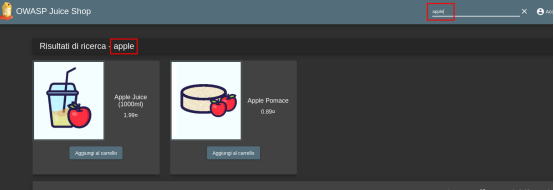 OWASP Juice Shop
apple
Risultati di ricerca - apple
Apple Juice
(1000ml)
1.99¤
Apple Pomace
0.89¤
Aggiungi al carrello
Aggiungi al carrello